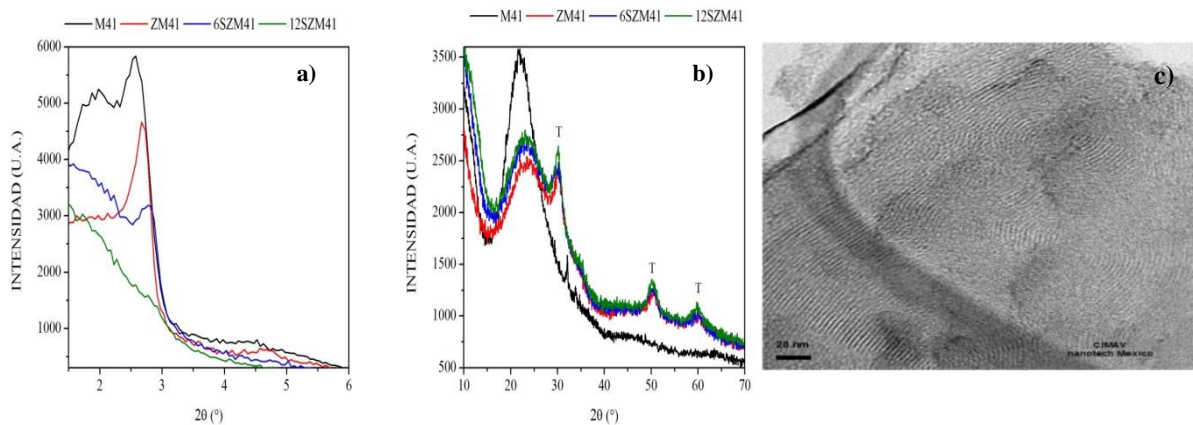 M41 ZM41 6SZM41 12SZM41
a)
INTENSIDAD (U.A.)
6000
5000
4000
3000
2000
1000
2 3 4 5 6
2θ (°)
M41 ZM41 6SZM41 12SZM41
b)
INTENSIDAD (U.A.)
3500
3000
2500
2000
1500
1000
500
T
T
T
10 20 30 40 50 60 70
2θ (°)
c)
20 nm
CIMAV
nanotech Mexico